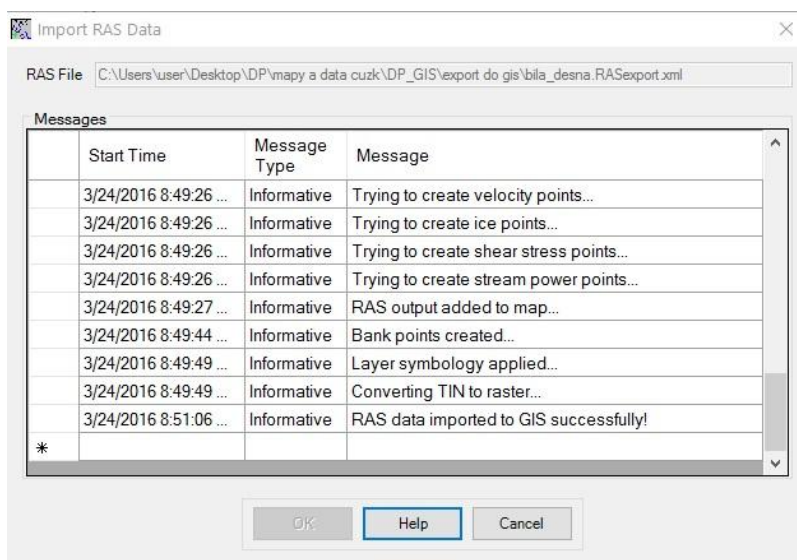 Import RAS Data
RAS File C:\Users\user\Desktop\DP\mapy a data cuzk\DP_GIS\export do gis\bila_desna.RASexport.xml
Messages
Start Time Message Type Message
3/24/2016 8:49:26 ... Informative Trying to create velocity points...
3/24/2016 8:49:26 ... Informative Trying to create ice points...
3/24/2016 8:49:26 ... Informative Trying to create shear stress points...
3/24/2016 8:49:26 ... Informative Trying to create stream power points...
3/24/2016 8:49:27 ... Informative RAS output added to map...
3/24/2016 8:49:44 ... Informative Bank points created...
3/24/2016 8:49:49 ... Informative Layer symbology applied...
3/24/2016 8:49:49 ... Informative Converting TIN to raster...
3/24/2016 8:51:06 ... Informative RAS data imported to GIS successfully!
OK Help Cancel